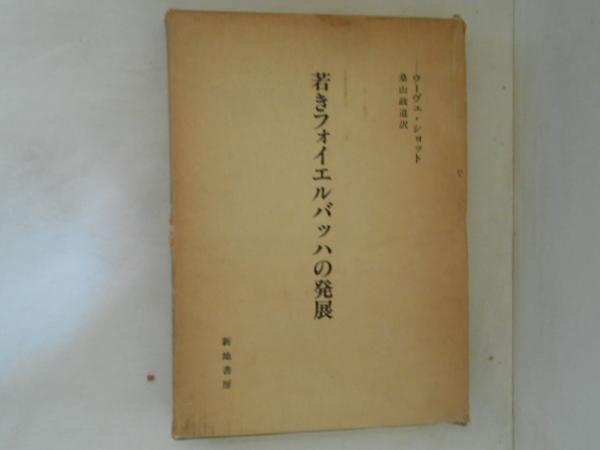 ウーヴェ・ショット
桑山政道訳
若きフォイエルバッハの発展
新地書房